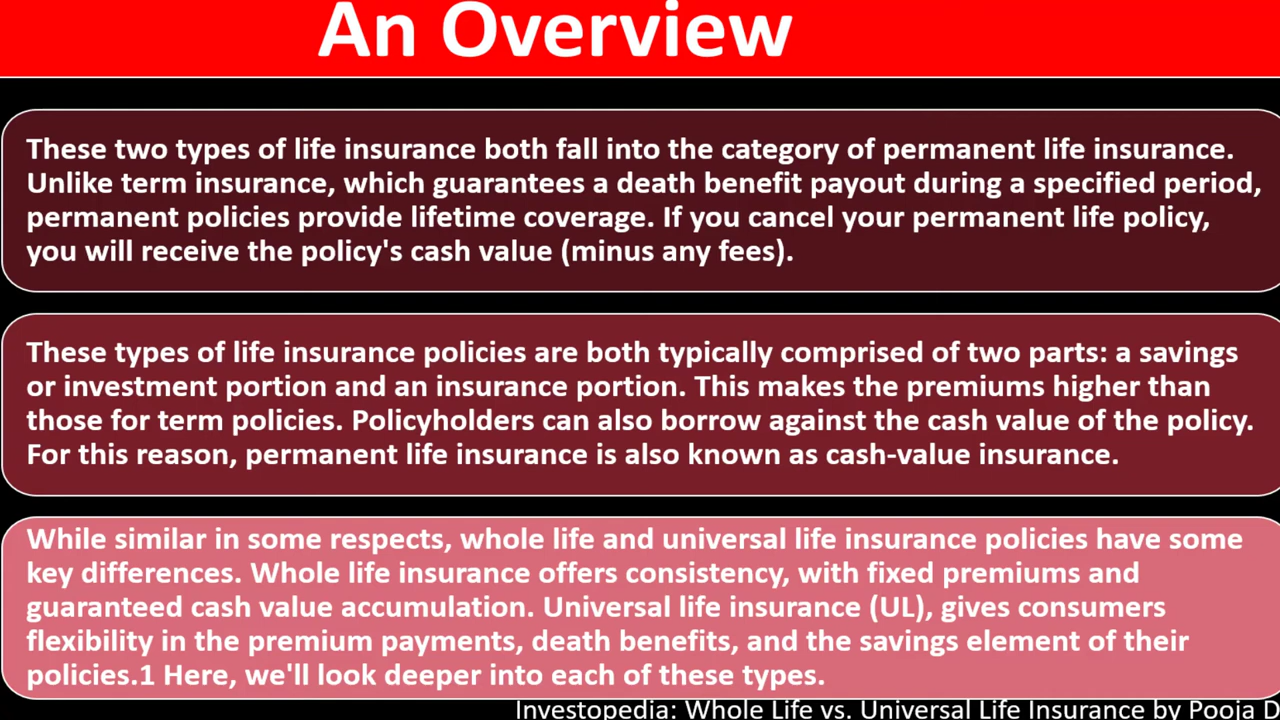 An Overview
These two types of life insurance both fall into the category of permanent life insurance.
Unlike term insurance, which guarantees a death benefit payout during a specified period,
permanent policies provide lifetime coverage. If you cancel your permanent life policy,
you will receive the policy's cash value (minus any fees).
These types of life insurance policies are both typically comprised of two parts: a savings
or investment portion and an insurance portion. This makes the premiums higher than
those for term policies. Policyholders can also borrow against the cash value of the policy.
For this reason, permanent life insurance is also known as cash-value insurance.
While similar in some respects, whole life and universal life insurance policies have some
key differences. Whole life insurance offers consistency, with fixed premiums and
guaranteed cash value accumulation. Universal life insurance (UL), gives consumers
flexibility in the premium payments, death benefits, and the savings element of their
policies.1 Here, we'll look deeper into each of these types.
Investopedia: Whole Life vs. Universal Life Insurance by Pooja D